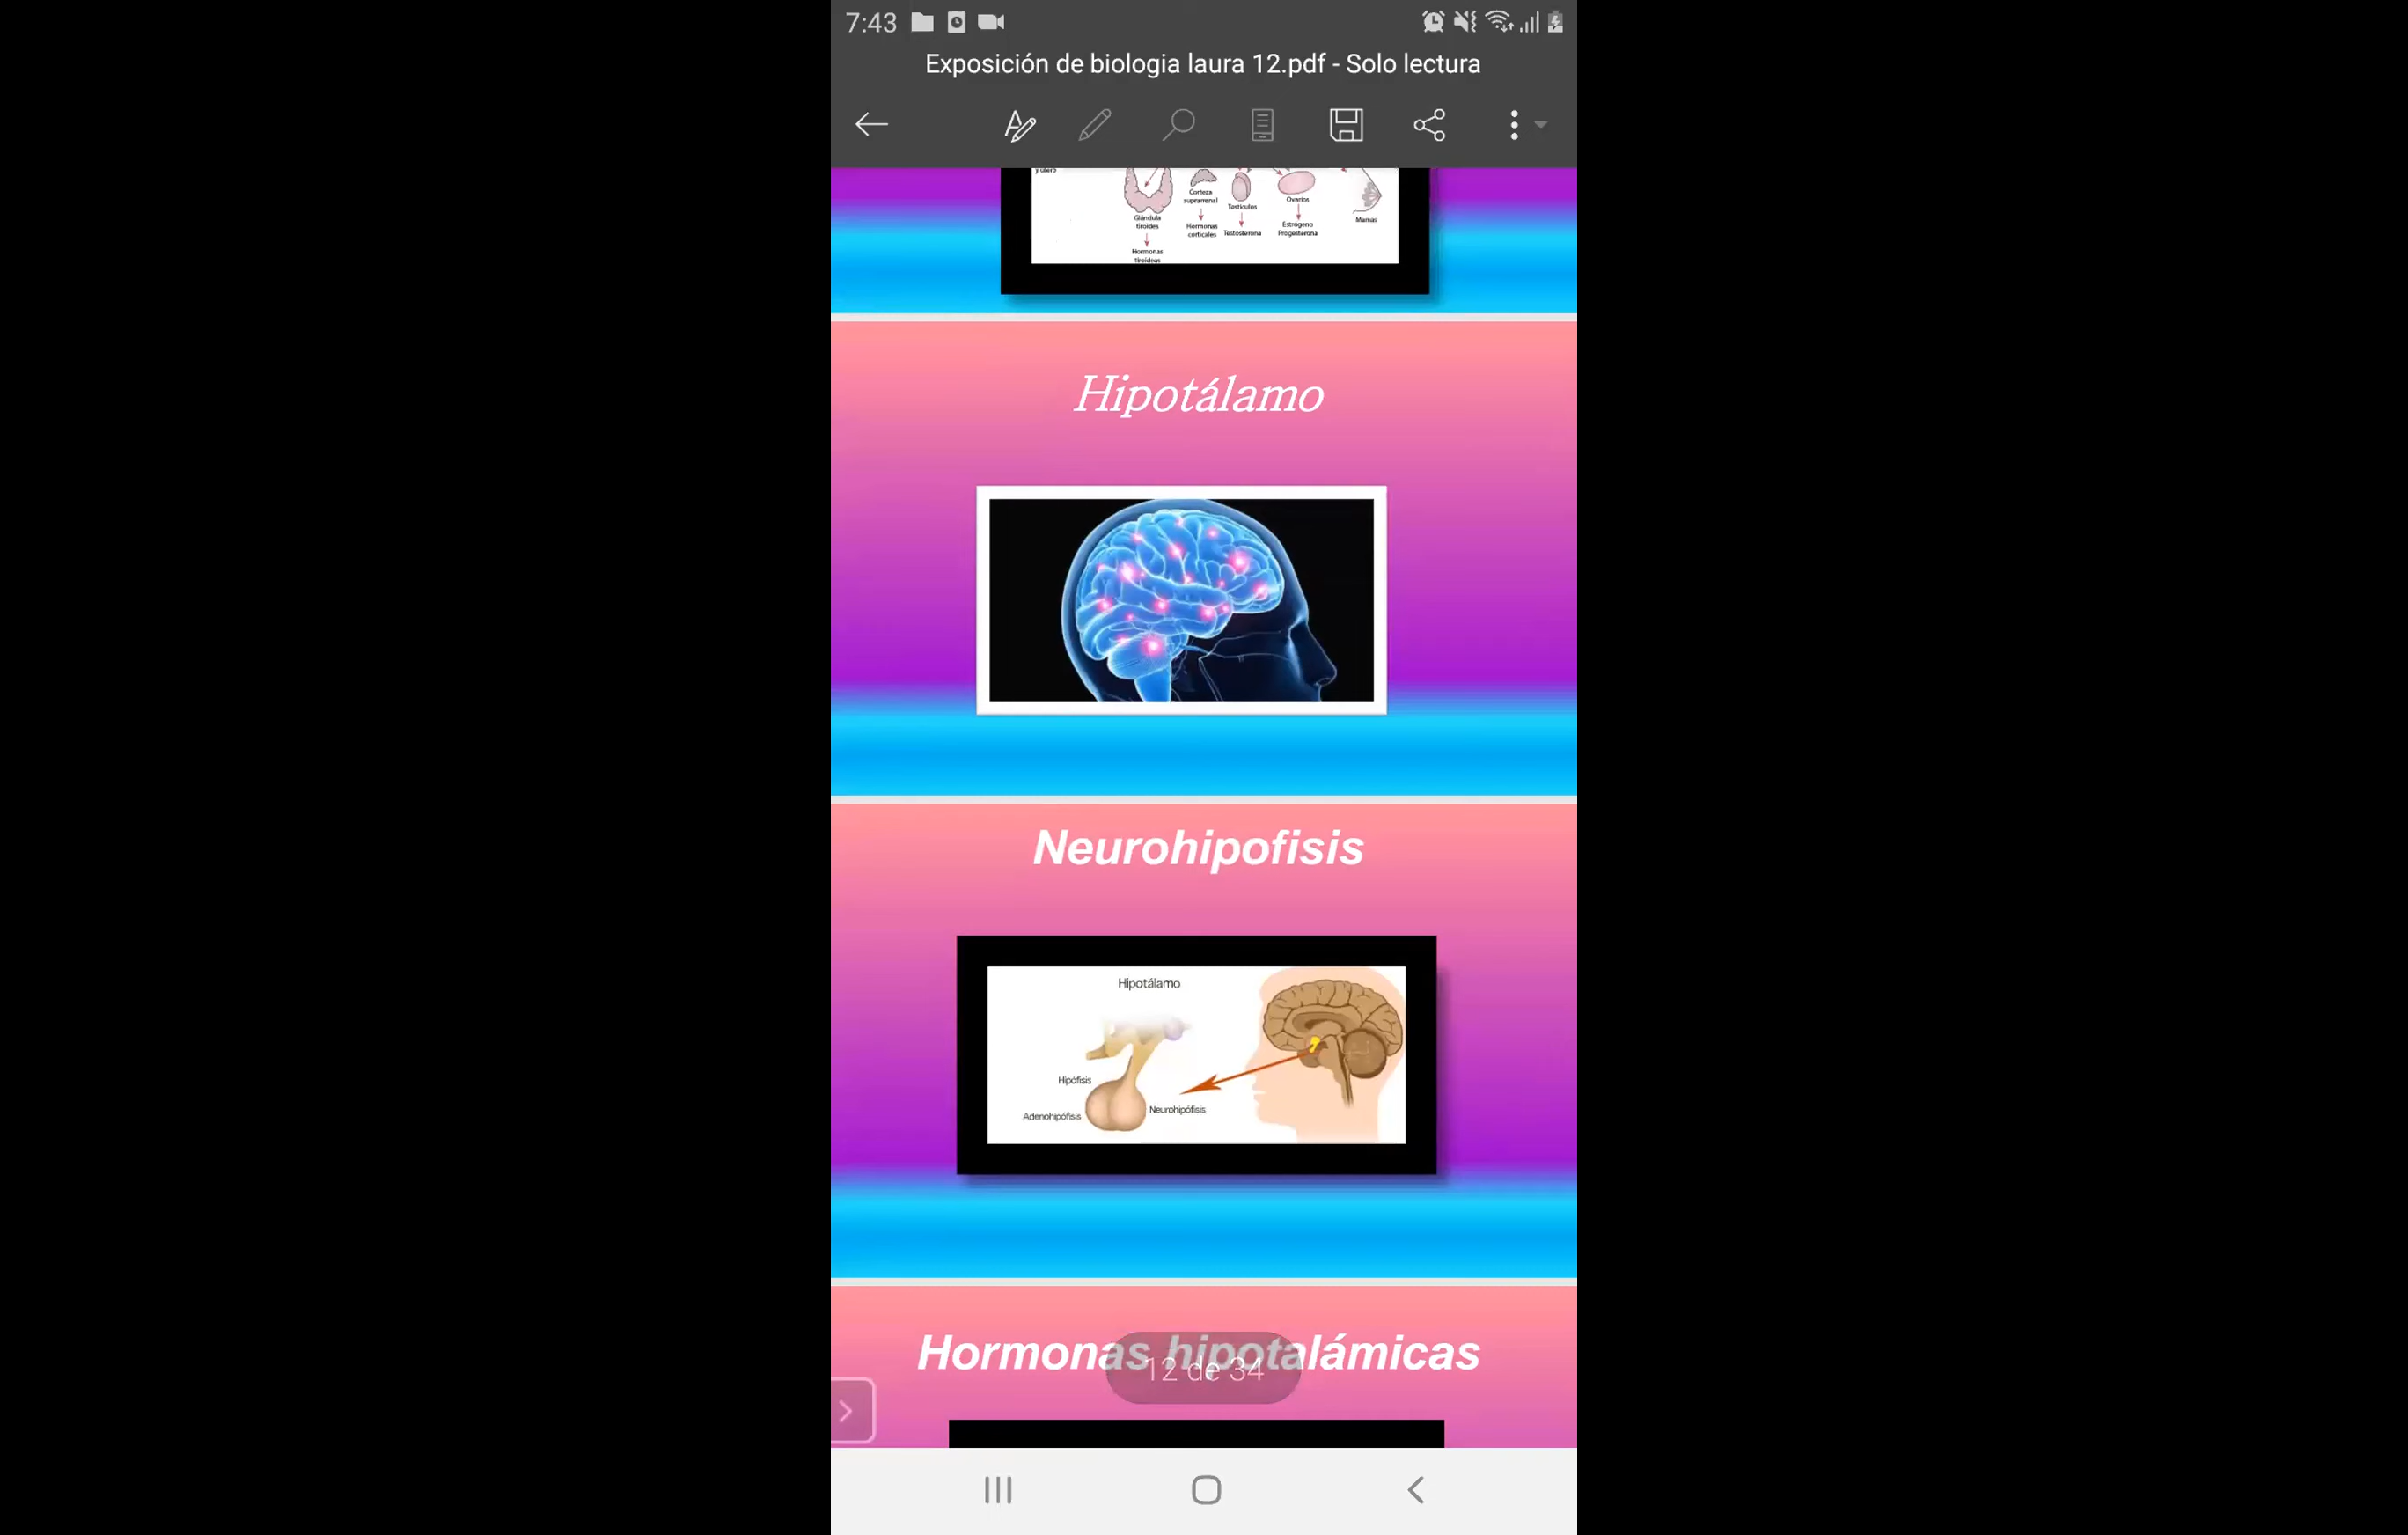 7:43
Exposición de biologia laura 12.pdf - Solo lectura
y útero
Corteza
suprarrenal
Testículos
Ovarios
Mamas
Glándula
tiroides
Hormonas
corticales
Testosterona
Estrógeno
Progesterona
Hormonas
tiroideas
Hipotálamo
Neurohipofisis
Hipotálamo
Hipófisis
Adenohipófisis
Neurohipófisis
Hormonas hipotalámicas
12 de 34